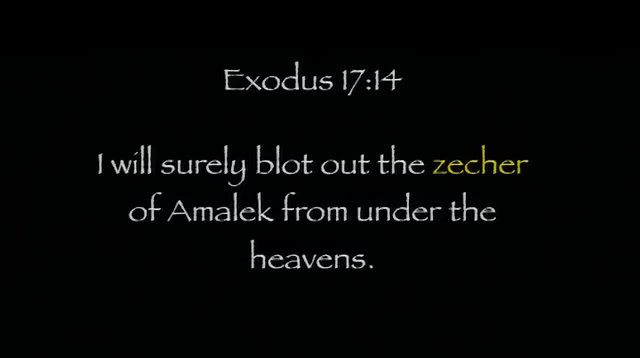 Exodus 17:14
I will surely blot out the zecher
of Amalek from under the
heavens.